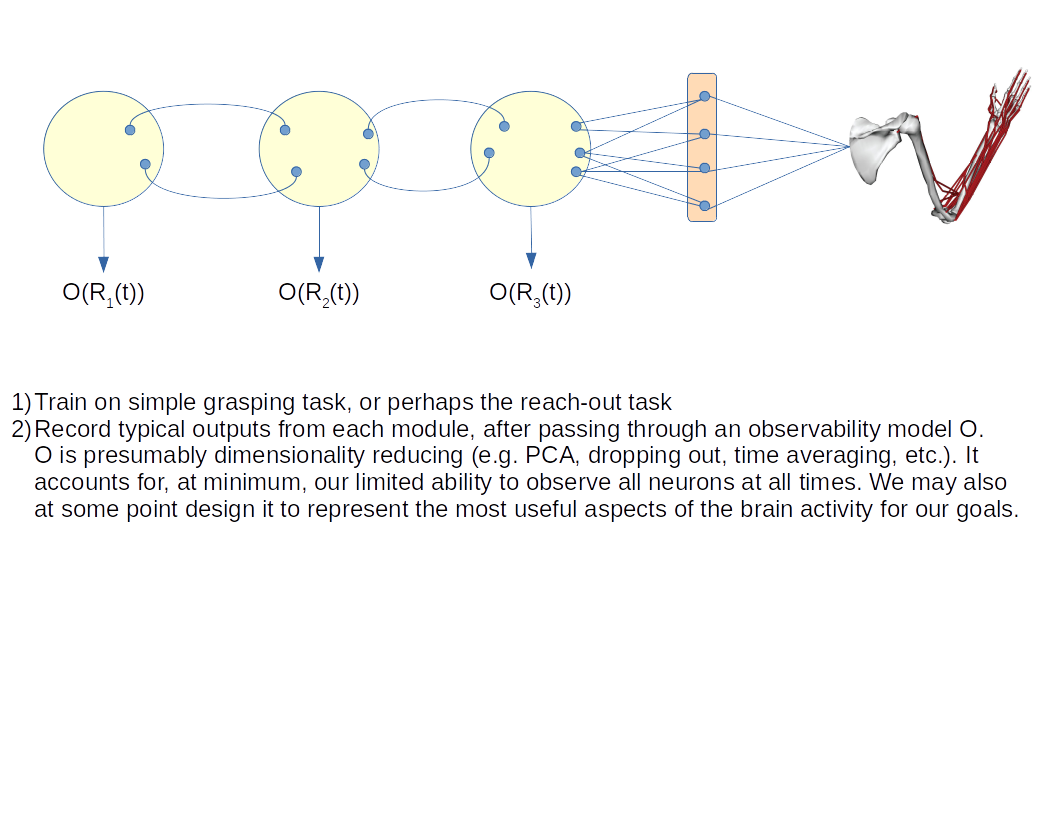 O(R1(t)) O(R2(t)) O(R3(t))
1) Train on simple grasping task, or perhaps the reach-out task
2) Record typical outputs from each module, after passing through an observability model O.
O is presumably dimensionality reducing (e.g. PCA, dropping out, time averaging, etc.). It
accounts for, at minimum, our limited ability to observe all neurons at all times. We may also
at some point design it to represent the most useful aspects of the brain activity for our goals.